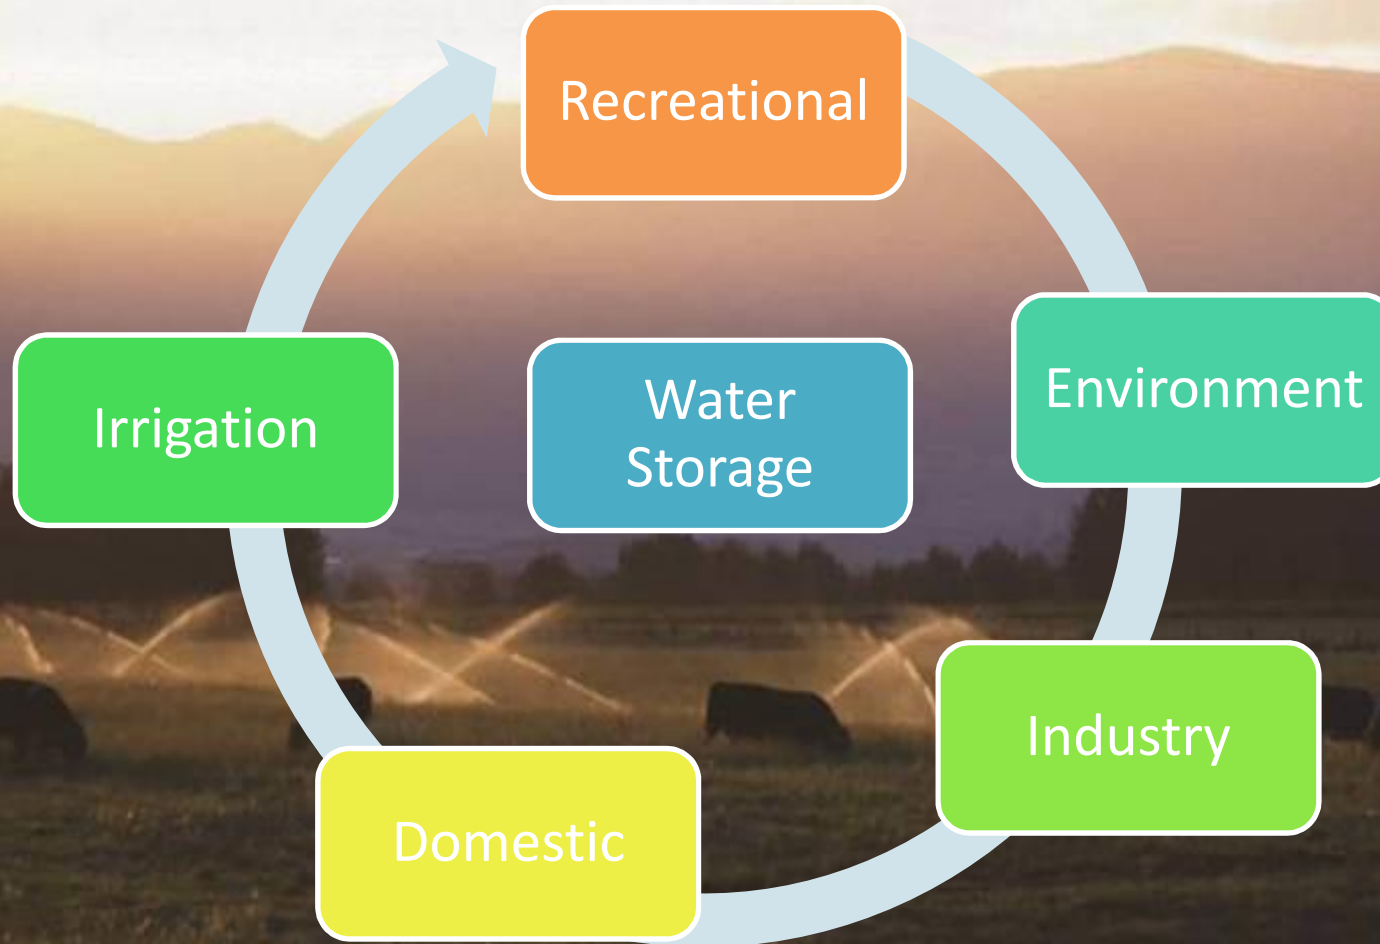 Recreational
Environment
Water
Storage
Irrigation
Industry
Domestic